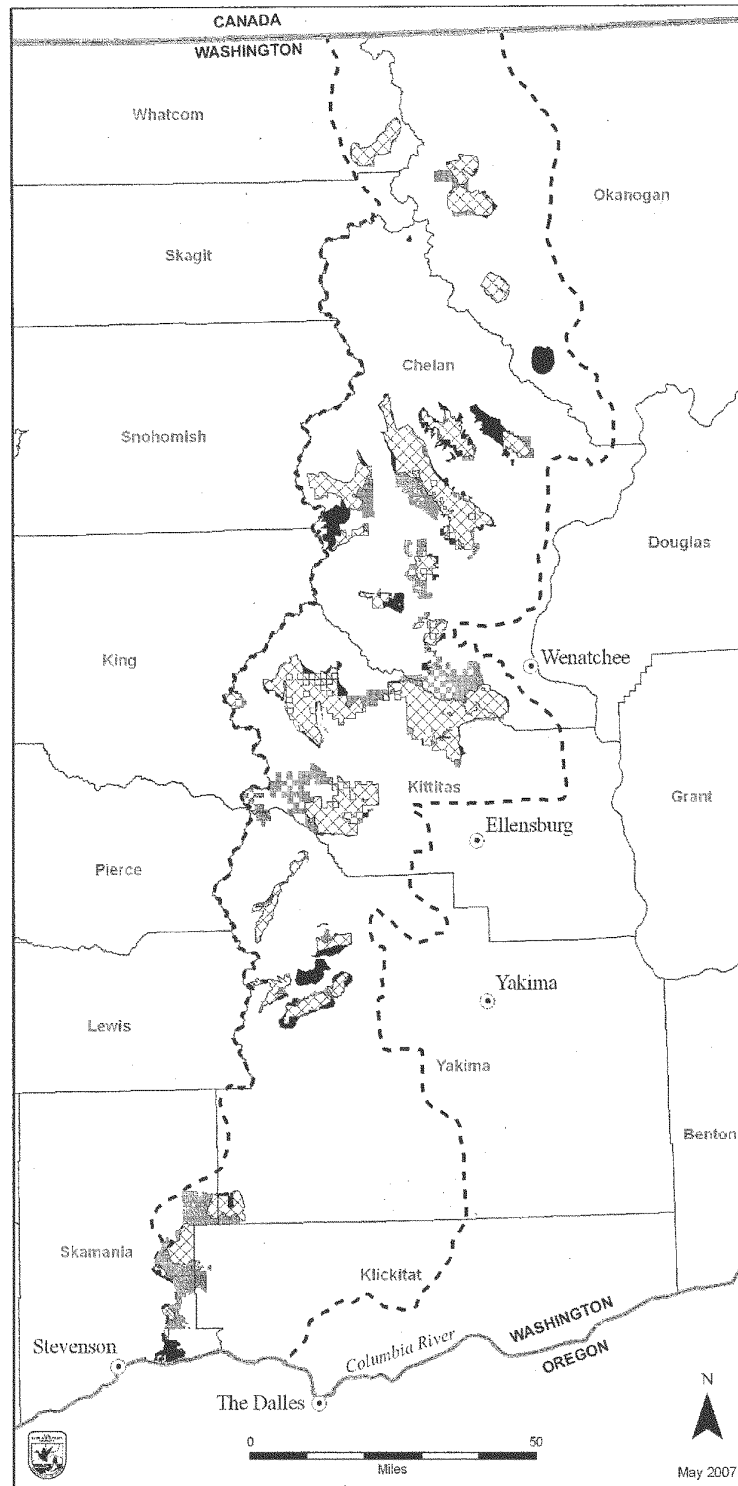 CANADA
WASHINGTON
Whatcom
Okanogan
Skagit
Chelan
Snohomish
Douglas
King
Wenatchee
Kittitas
Grant
Ellensburg
Pierce
Yakima
Lewis
Yakima
Benton
Skamania
Klickitat
Stevenson
Columbia River
WASHINGTON
OREGON
The Dalles
N
0 50
Miles
May 2007